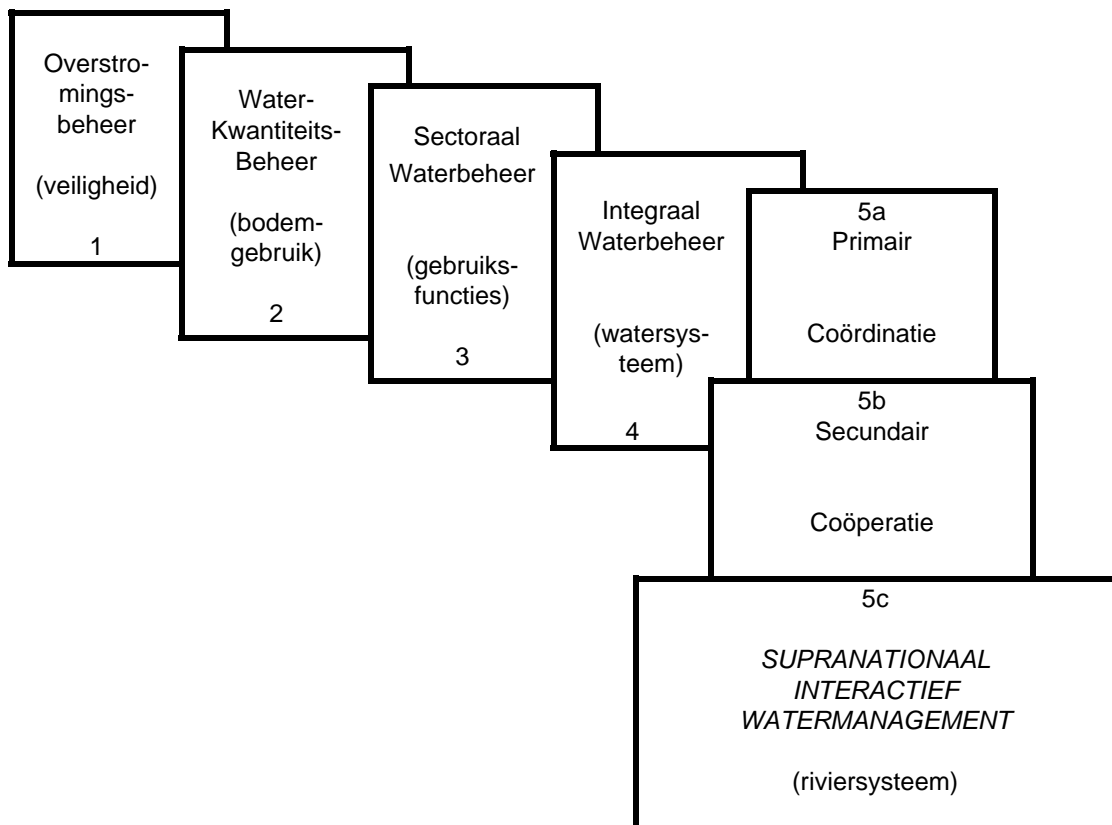 Overstro-
mings-
beheer
(veiligheid)
1
Water-
Kwantiteits-
Beheer
(bodem-
gebruik)
2
Sectoraal
Waterbeheer
(gebruiks-
functies)
3
Integraal
Waterbeheer
(watersys-
teem)
4
5a
Primair
Coördinatie
5b
Secundair
Coöperatie
5c
SUPRANATIONAAL
INTERACTIEF
WATERMANAGEMENT
(riviersysteem)